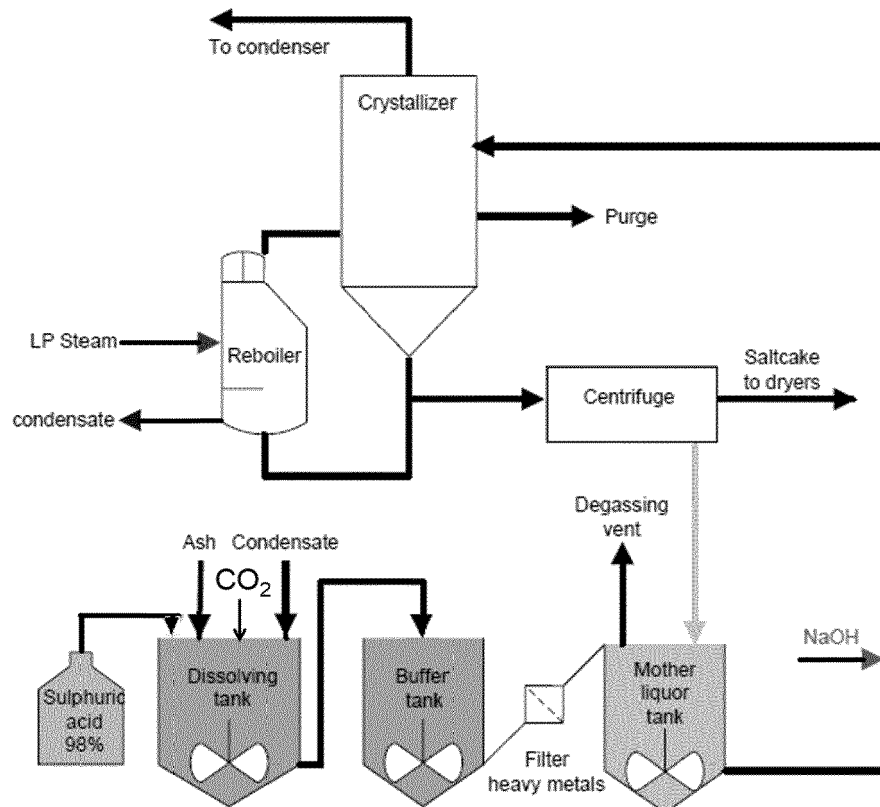 To condenser
Crystallizer
Purge
LP Steam
Reboiler
condensate
Centrifuge
Saltcake
to dryers
Degassing
vent
Ash
Condensate
CO2
NaOH
Sulphuric
acid
98%
Dissolving
tank
Buffer
tank
Filter
heavy metals
Mother
liquor
tank